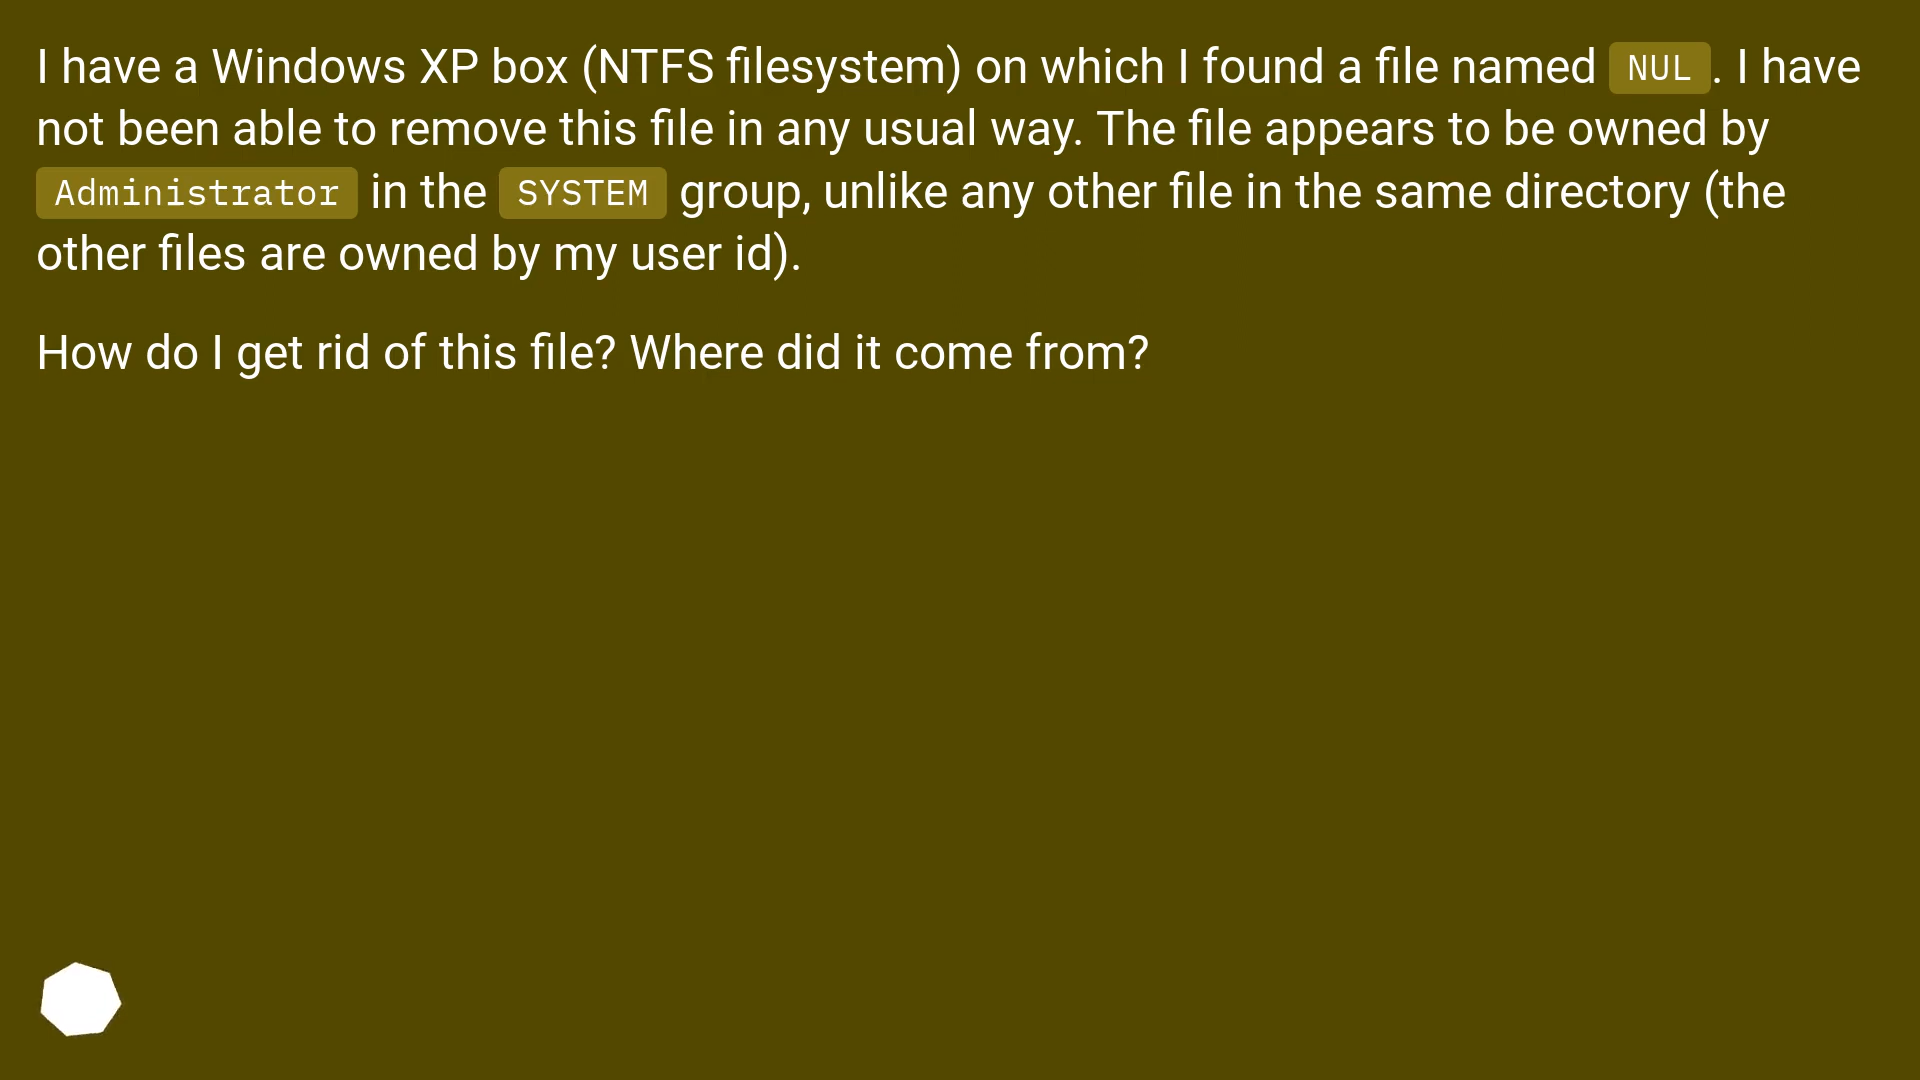 I have a Windows XP box (NTFS filesystem) on which I found a file named NUL. I have
not been able to remove this file in any usual way. The file appears to be owned by
Administrator in the SYSTEM group, unlike any other file in the same directory (the
other files are owned by my user id).
How do I get rid of this file? Where did it come from?